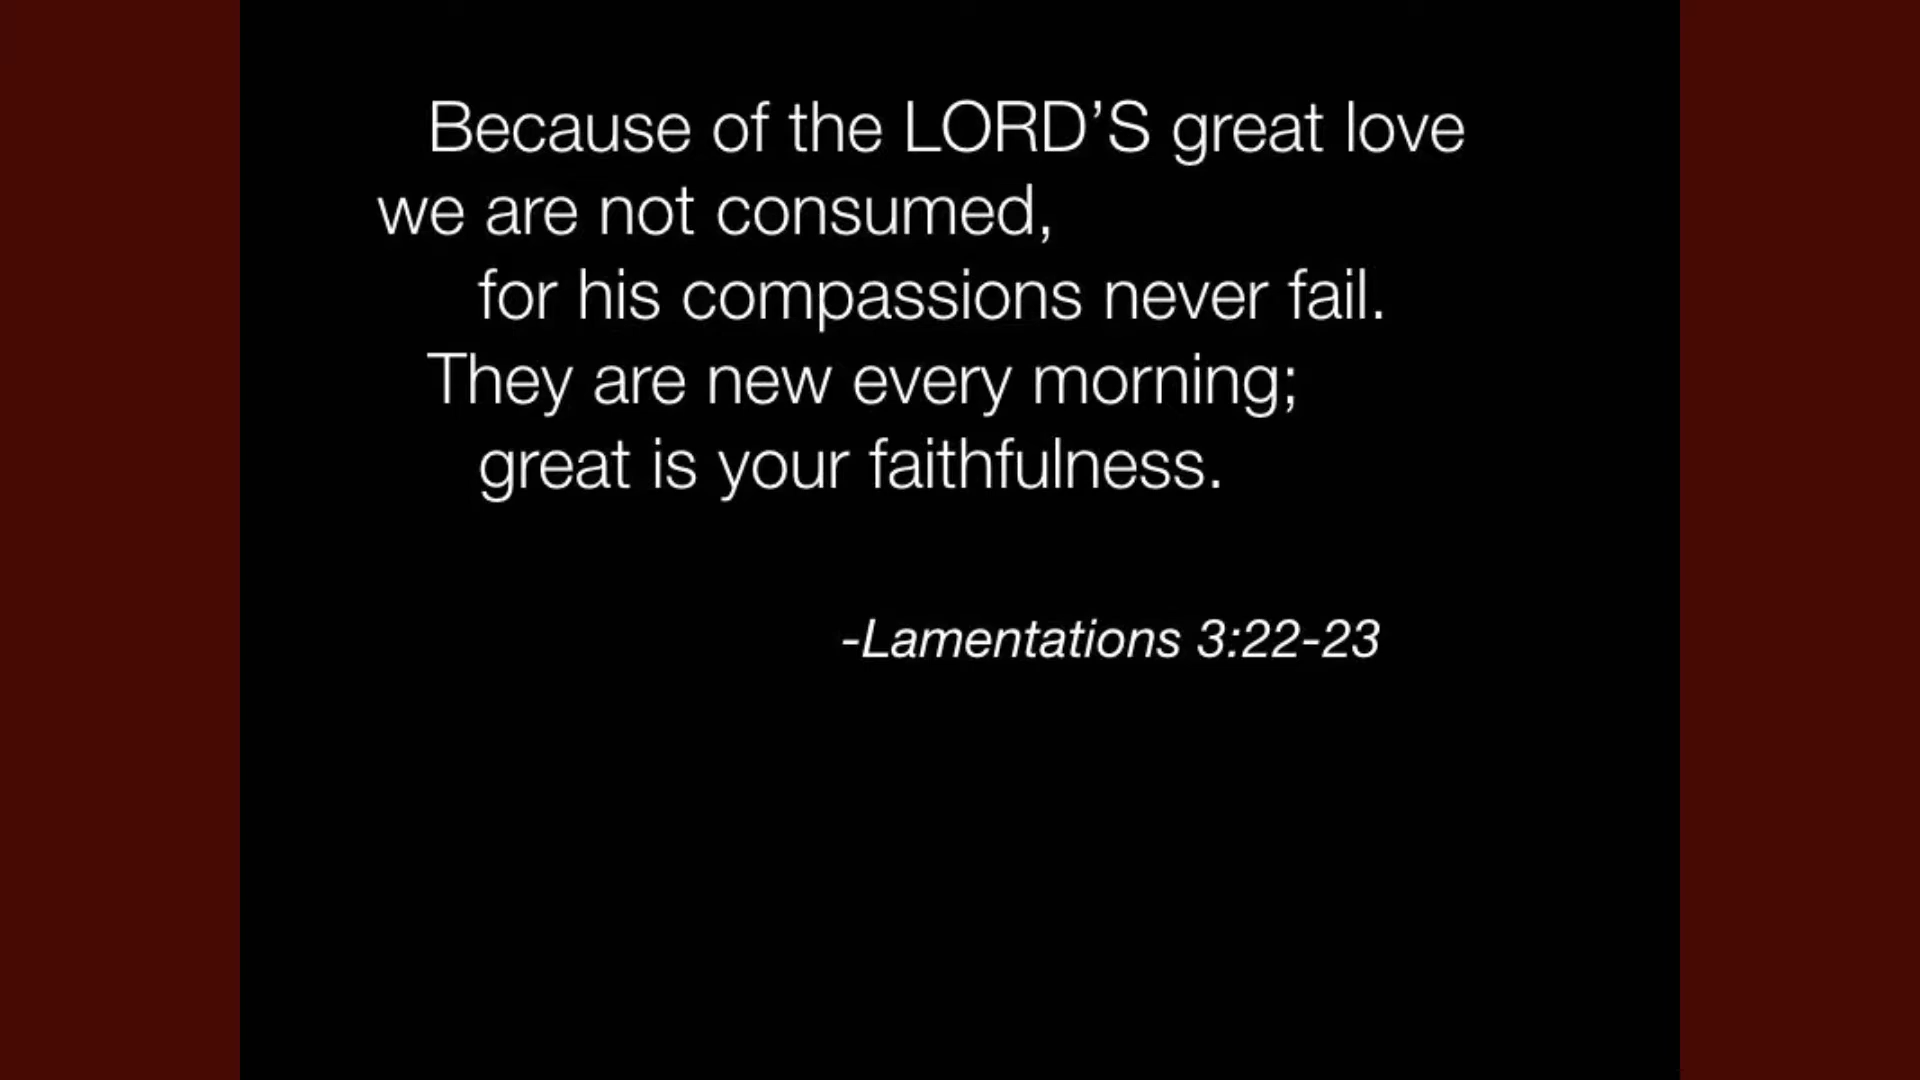 Because of the LORD’S great love
we are not consumed,
for his compassions never fail.
They are new every morning;
great is your faithfulness.
-Lamentations 3:22-23